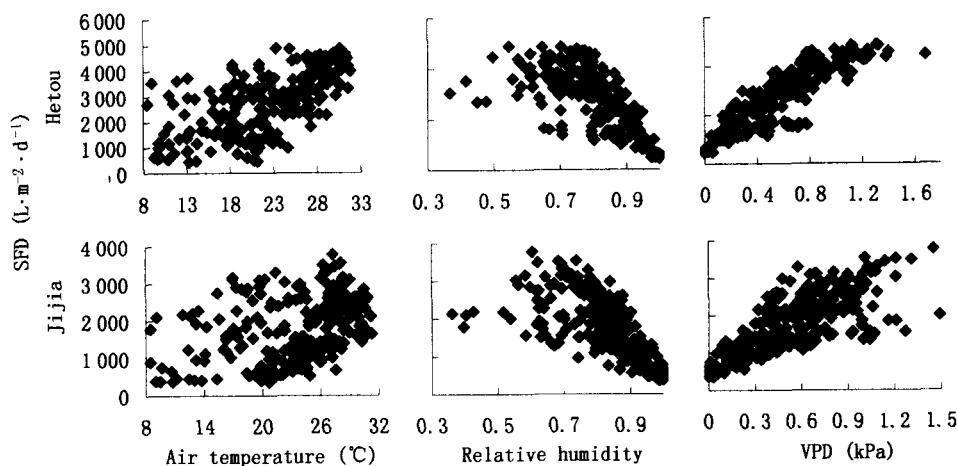 SFD (L·m⁻²·d⁻¹)
Hetou
6 000
5 000
4 000
3 000
2 000
1 000
0
8 13 18 23 28 33
0.3 0.5 0.7 0.9
0 0.4 0.8 1.2 1.6
Jijia
4 000
3 000
2 000
1 000
0
8 14 20 26 32
0.3 0.5 0.7 0.9
0 0.3 0.6 0.9 1.2 1.5
Air temperature (℃) Relative humidity VPD (kPa)